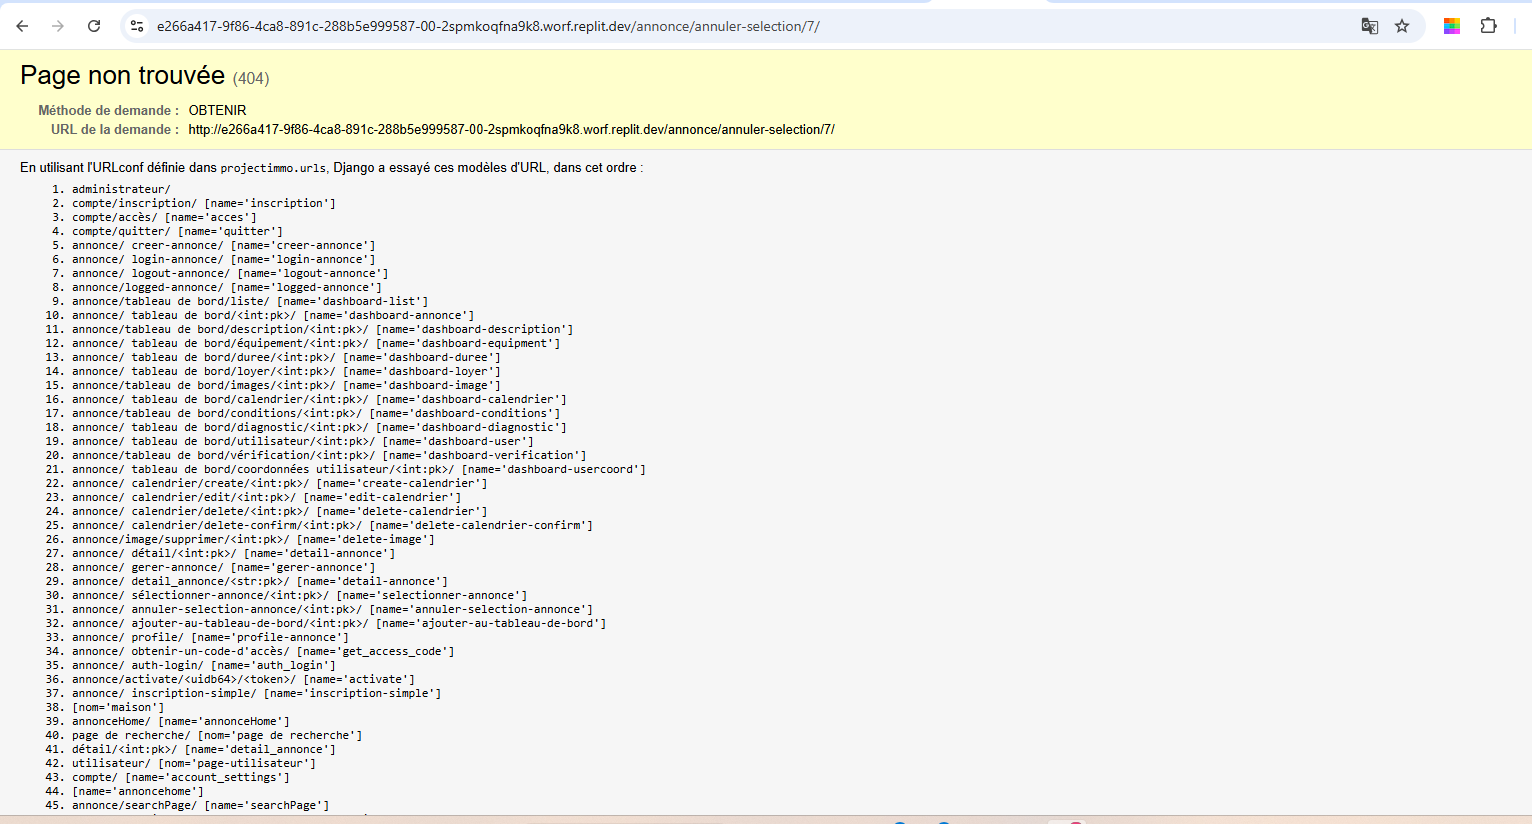 e266a417-9f86-4ca8-891c-288b5e999587-00-2spmkoqfna9k8.worf.replit.dev/annonce/annuler-selection/7/
Page non trouvée (404)
Méthode de demande : OBTENIR
URL de la demande : http://e266a417-9f86-4ca8-891c-288b5e999587-00-2spmkoqfna9k8.worf.replit.dev/annonce/annuler-selection/7/
En utilisant l'URLconf définie dans projectimmo.urls, Django a essayé ces modèles d'URL, dans cet ordre :
1. administrateur/
2. compte/inscription/ [name='inscription']
3. compte/accès/ [name='acces']
4. compte/quitter/ [name='quitter']
5. annonce/ creer-annonce/ [name='creer-annonce']
6. annonce/ login-annonce/ [name='login-annonce']
7. annonce/ logout-annonce/ [name='logout-annonce']
8. annonce/logged-annonce/ [name='logged-annonce']
9. annonce/tableau de bord/liste/ [name='dashboard-list']
10. annonce/ tableau de bord/<int:pk>/ [name='dashboard-annonce']
11. annonce/ tableau de bord/description/<int:pk>/ [name='dashboard-description']
12. annonce/ tableau de bord/équipement/<int:pk>/ [name='dashboard-equipment']
13. annonce/ tableau de bord/duree/<int:pk>/ [name='dashboard-duree']
14. annonce/ tableau de bord/loyer/<int:pk>/ [name='dashboard-loyer']
15. annonce/tableau de bord/images/<int:pk>/ [name='dashboard-image']
16. annonce/ tableau de bord/calendrier/<int:pk>/ [name='dashboard-calendrier']
17. annonce/tableau de bord/conditions/<int:pk>/ [name='dashboard-conditions']
18. annonce/ tableau de bord/diagnostic/<int:pk>/ [name='dashboard-diagnostic']
19. annonce/ tableau de bord/utilisateur/<int:pk>/ [name='dashboard-user']
20. annonce/tableau de bord/vérification/<int:pk>/ [name='dashboard-verification']
21. annonce/ tableau de bord/coordonnées utilisateur/<int:pk>/ [name='dashboard-usercoord']
22. annonce/ calendrier/create/<int:pk>/ [name='create-calendrier']
23. annonce/ calendrier/edit/<int:pk>/ [name='edit-calendrier']
24. annonce/ calendrier/delete/<int:pk>/ [name='delete-calendrier']
25. annonce/ calendrier/delete-confirm/<int:pk>/ [name='delete-calendrier-confirm']
26. annonce/image/supprimer/<int:pk>/ [name='delete-image']
27. annonce/ détail/<int:pk>/ [name='detail-annonce']
28. annonce/ gerer-annonce/ [name='gerer-annonce']
29. annonce/ detail_annonce/<str:pk>/ [name='detail-annonce']
30. annonce/ sélectionner-annonce/<int:pk>/ [name='selectionner-annonce']
31. annonce/ annuler-selection-annonce/<int:pk>/ [name='annuler-selection-annonce']
32. annonce/ ajouter-au-tableau-de-bord/<int:pk>/ [name='ajouter-au-tableau-de-bord']
33. annonce/ profile/ [name='profile-annonce']
34. annonce/ obtenir-un-code-d'accès/ [name='get_access_code']
35. annonce/ auth-login/ [name='auth_login']
36. annonce/activate/<uidb64>/<token>/ [name='activate']
37. annonce/ inscription-simple/ [name='inscription-simple']
38. [nom='maison']
39. annonceHome/ [name='annonceHome']
40. page de recherche/ [nom='page de recherche']
41. détail/<int:pk>/ [name='detail_annonce']
42. utilisateur/ [nom='page-utilisateur']
43. compte/ [name='account_settings']
44. [name='annoncehome']
45. annonce/searchPage/ [name='searchPage']